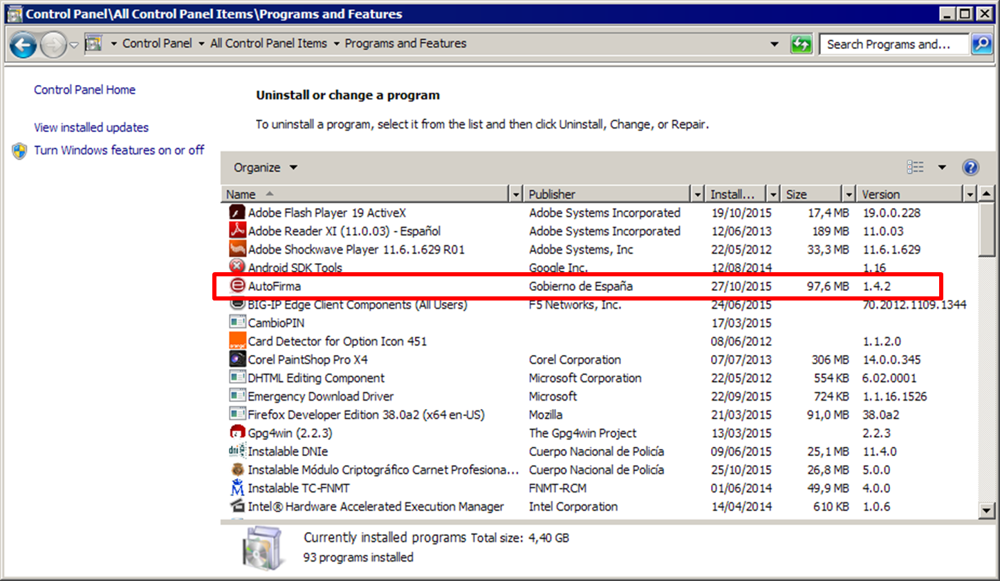 Control Panel\All Control Panel Items\Programs and Features
Control Panel All Control Panel Items Programs and Features Search Programs and...
Control Panel Home
View installed updates
Turn Windows features on or off
Uninstall or change a program
To uninstall a program, select it from the list and then click Uninstall, Change, or Repair.
Organize
Name Publisher Install... Size Version
Adobe Flash Player 19 ActiveX Adobe Systems Incorporated 19/10/2015 17,4 MB 19.0.0.228
Adobe Reader XI (11.0.03) - Español Adobe Systems Incorporated 12/06/2013 189 MB 11.0.03
Adobe Shockwave Player 11.6.1.629 R01 Adobe Systems, Inc 22/05/2012 33,3 MB 11.6.1.629
Android SDK Tools Google Inc. 12/08/2014 1.16
AutoFirma Gobierno de España 27/10/2015 97,6 MB 1.4.2
BIG-IP Edge Client Components (All Users) F5 Networks, Inc. 24/06/2015 70.2012.1109.1344
CambioPIN 17/03/2015
Card Detector for Option Icon 451 08/06/2012 1.1.2.0
Corel PaintShop Pro X4 Corel Corporation 07/07/2013 306 MB 14.0.0.345
DHTML Editing Component Microsoft Corporation 22/05/2012 554 KB 6.02.0001
Emergency Download Driver Microsoft 22/09/2015 724 KB 1.1.16.1526
Firefox Developer Edition 38.0a2 (x64 en-US) Mozilla 21/03/2015 91,0 MB 38.0a2
Gpg4win (2.2.3) The Gpg4win Project 13/03/2015 2.2.3
Instalable DNIe Cuerpo Nacional de Policía 09/06/2015 25,1 MB 11.4.0
Instalable Módulo Criptográfico Carnet Profesiona... Cuerpo Nacional de Policía 25/10/2015 26,8 MB 5.0.0
Instalable TC-FNMT FNMT-RCM 01/06/2014 49,9 MB 4.0.0
Intel® Hardware Accelerated Execution Manager Intel Corporation 14/04/2014 610 KB 1.0.6
Currently installed programs Total size: 4,40 GB
93 programs installed